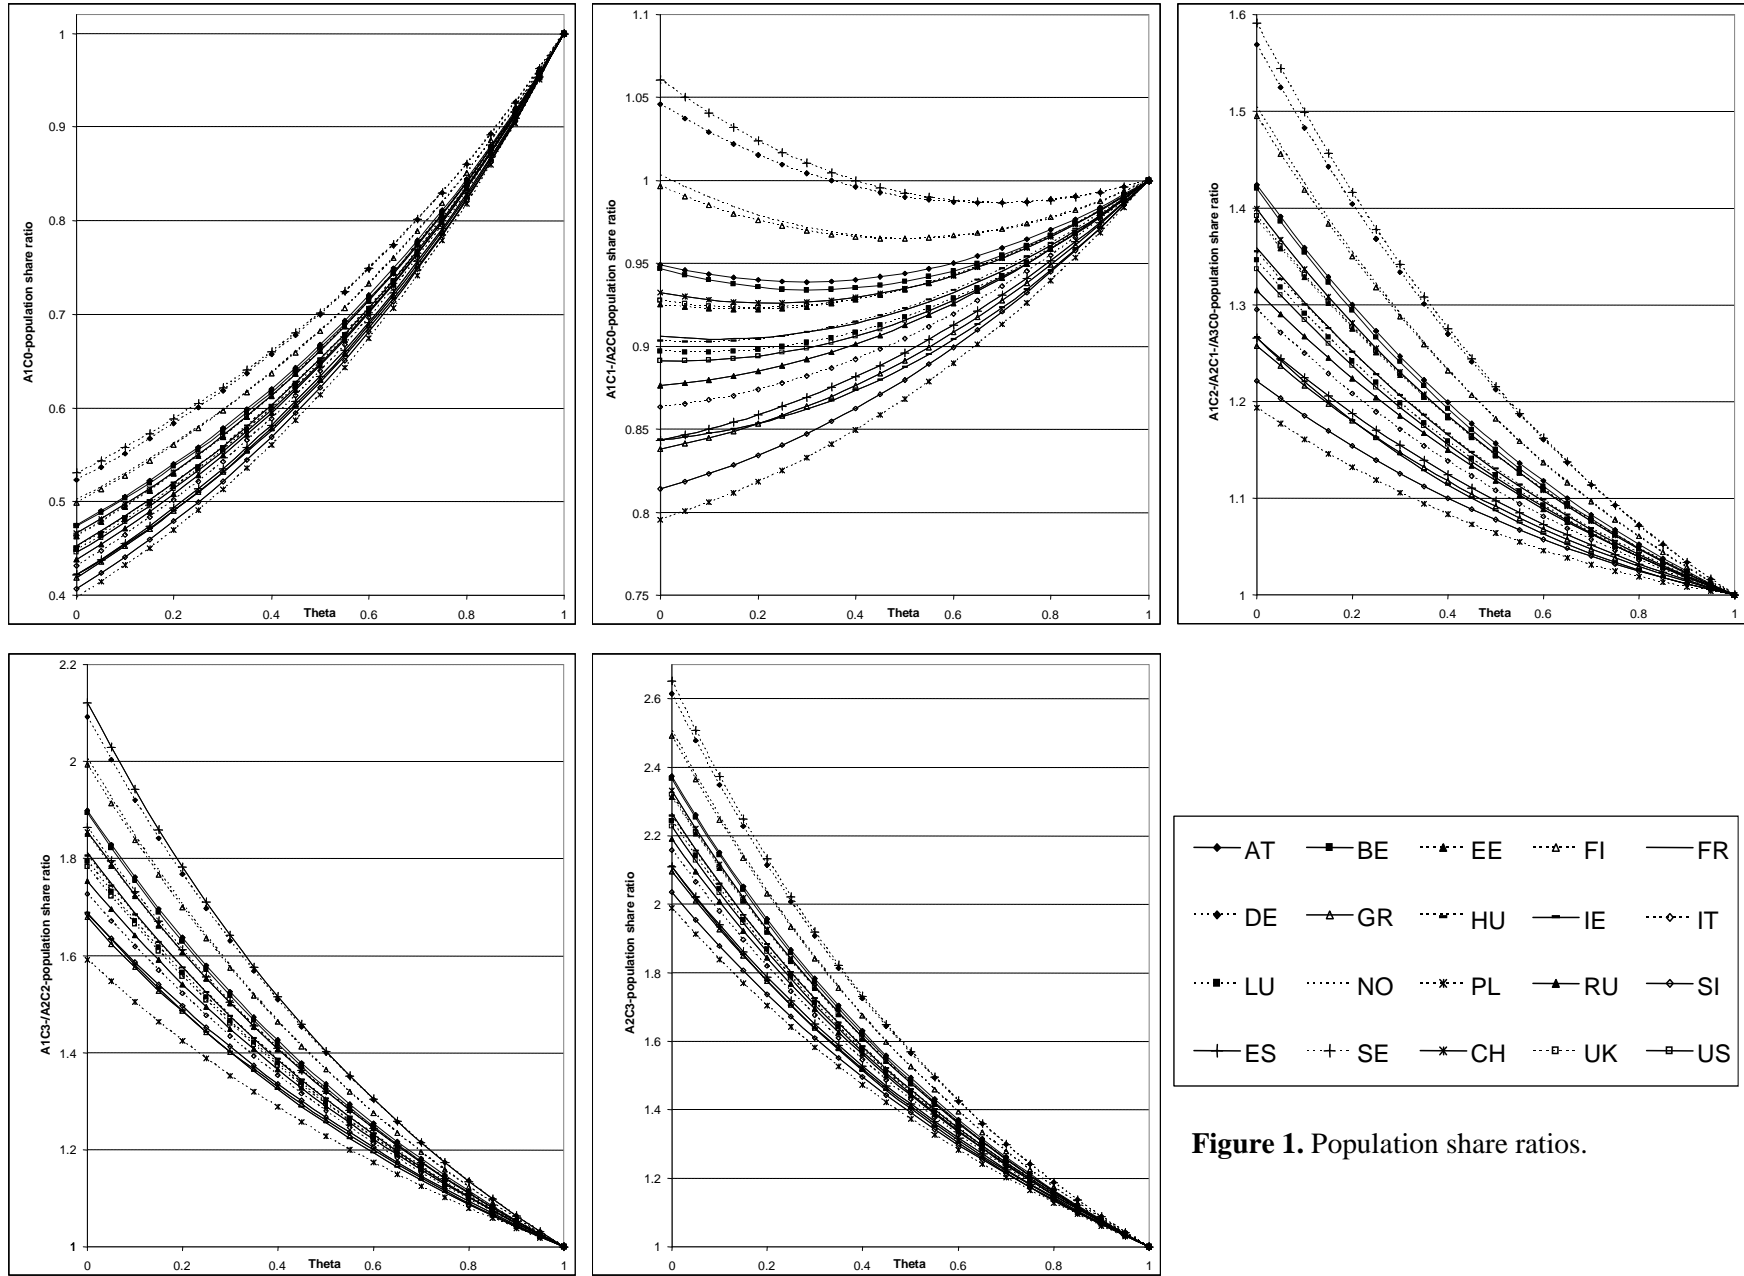 A1C0-population share ratio
1
0.9
0.8
0.7
0.6
0.5
0.4
0 0.2 0.4 0.6 0.8 1
Theta
A1C1-/A2C0-population share ratio
1.1
1.05
1
0.95
0.9
0.85
0.8
0.75
0 0.2 0.4 0.6 0.8 1
Theta
A1C2-/A2C1-/A3C0-population share ratio
1.6
1.5
1.4
1.3
1.2
1.1
1
0 0.2 0.4 0.6 0.8 1
Theta
A1C3-/A2C2-population share ratio
2.2
2
1.8
1.6
1.4
1.2
1
0 0.2 0.4 0.6 0.8 1
Theta
A2C3-population share ratio
2.6
2.4
2.2
2
1.8
1.6
1.4
1.2
1
0 0.2 0.4 0.6 0.8 1
Theta
AT BE EE FI FR
DE GR HU IE IT
LU NO PL RU SI
ES SE CH UK US
Figure 1. Population share ratios.